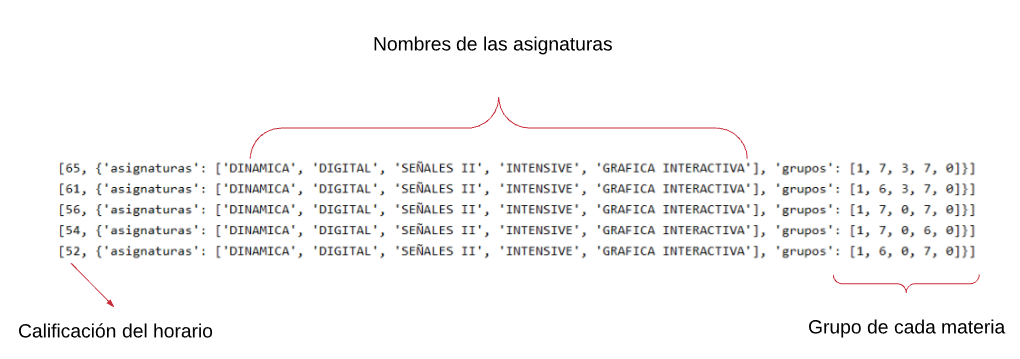 Nombres de las asignaturas
[65, {'asignaturas': ['DINAMICA', 'DIGITAL', 'SEÑALES II', 'INTENSIVE', 'GRAFICA INTERACTIVA'], 'grupos': [1, 7, 3, 7, 0]}]
[61, {'asignaturas': ['DINAMICA', 'DIGITAL', 'SEÑALES II', 'INTENSIVE', 'GRAFICA INTERACTIVA'], 'grupos': [1, 6, 3, 7, 0]}]
[56, {'asignaturas': ['DINAMICA', 'DIGITAL', 'SEÑALES II', 'INTENSIVE', 'GRAFICA INTERACTIVA'], 'grupos': [1, 7, 0, 7, 0]}]
[54, {'asignaturas': ['DINAMICA', 'DIGITAL', 'SEÑALES II', 'INTENSIVE', 'GRAFICA INTERACTIVA'], 'grupos': [1, 7, 0, 6, 0]}]
[52, {'asignaturas': ['DINAMICA', 'DIGITAL', 'SEÑALES II', 'INTENSIVE', 'GRAFICA INTERACTIVA'], 'grupos': [1, 6, 0, 7, 0]}]
Calificación del horario
Grupo de cada materia